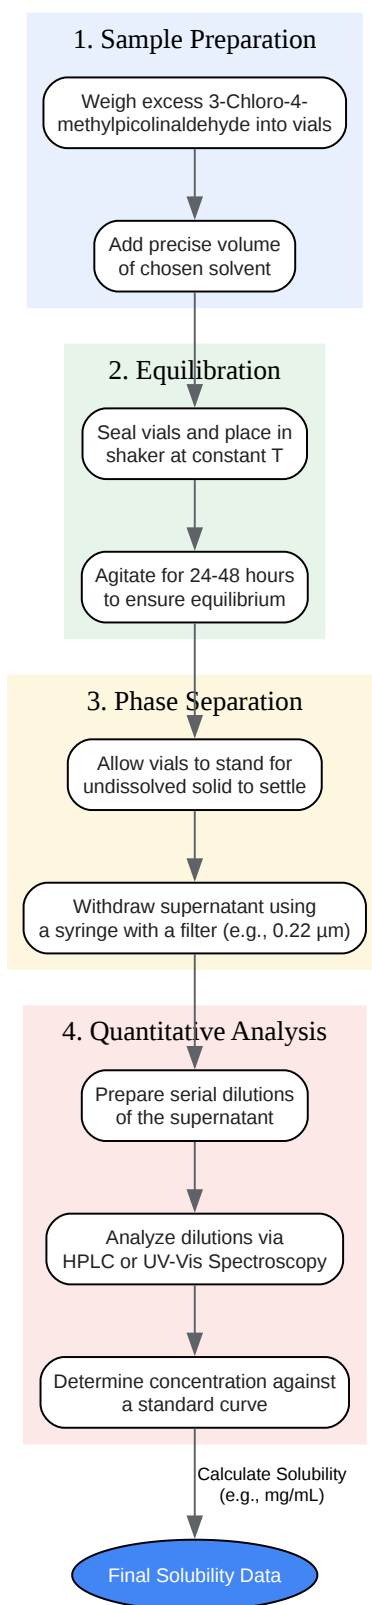 1. Sample Preparation
Weigh excess 3-Chloro-4-
methylpicolinaldehyde into vials
Add precise volume
of chosen solvent
2. Equilibration
Seal vials and place in
shaker at constant T
Agitate for 24-48 hours
to ensure equilibrium
3. Phase Separation
Allow vials to stand for
undissolved solid to settle
Withdraw supernatant using
a syringe with a filter (e.g., 0.22 µm)
4. Quantitative Analysis
Prepare serial dilutions
of the supernatant
Analyze dilutions via
HPLC or UV-Vis Spectroscopy
Determine concentration against
a standard curve
Calculate Solubility
(e.g., mg/mL)
Final Solubility Data